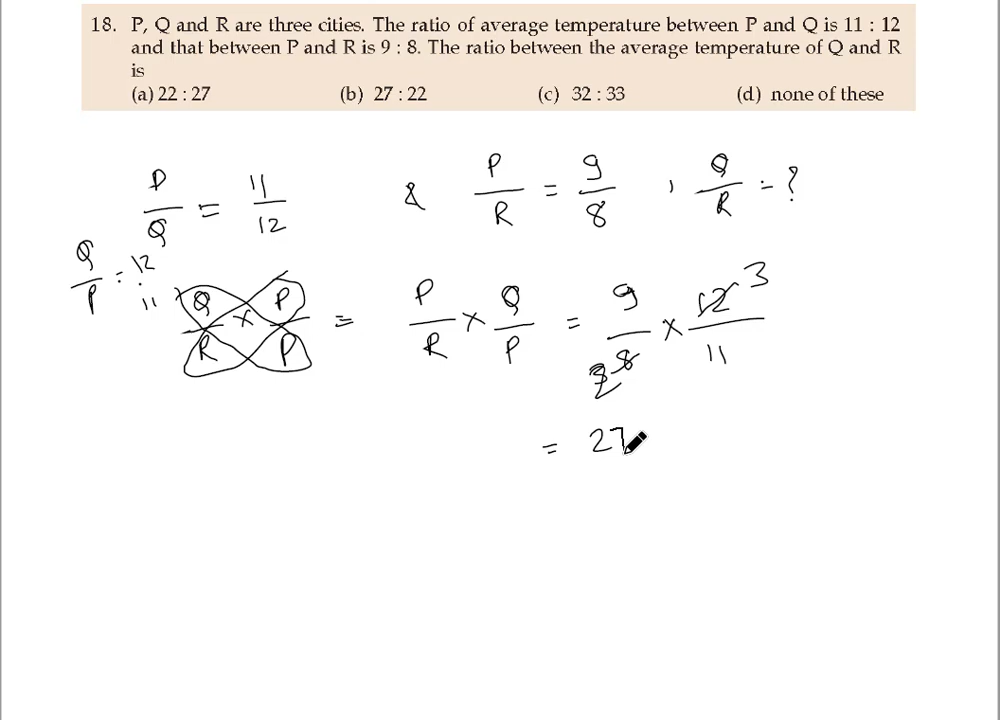 18. P, Q and R are three cities. The ratio of average temperature between P and Q is 11 : 12
and that between P and R is 9 : 8. The ratio between the average temperature of Q and R
is
(a) 22 : 27 (b) 27 : 22 (c) 32 : 33 (d) none of these
P/Q = 11/12 & P/R = 9/8 , Q/R = ?
Q/P = 12/11
Q/R × P/P = P/R × Q/P = 9/8 2 × 12 3/11
= 27